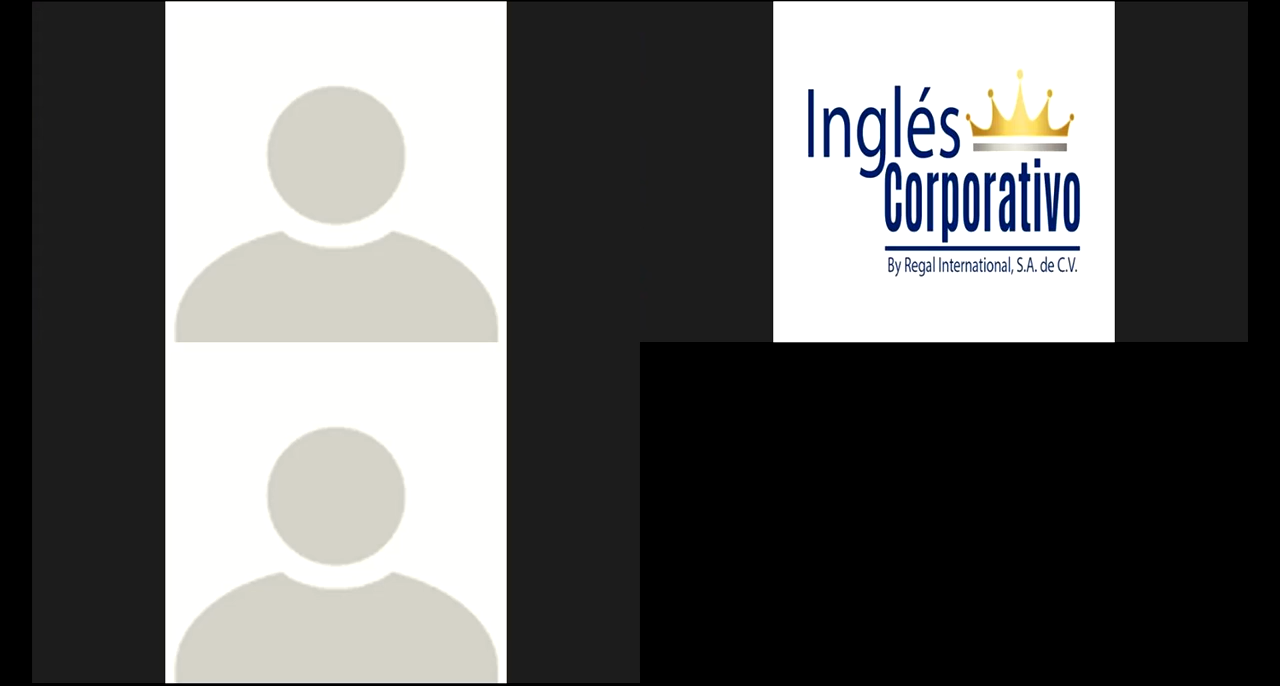 Inglés
Corporativo
By Regal International, S.A. de C.V.